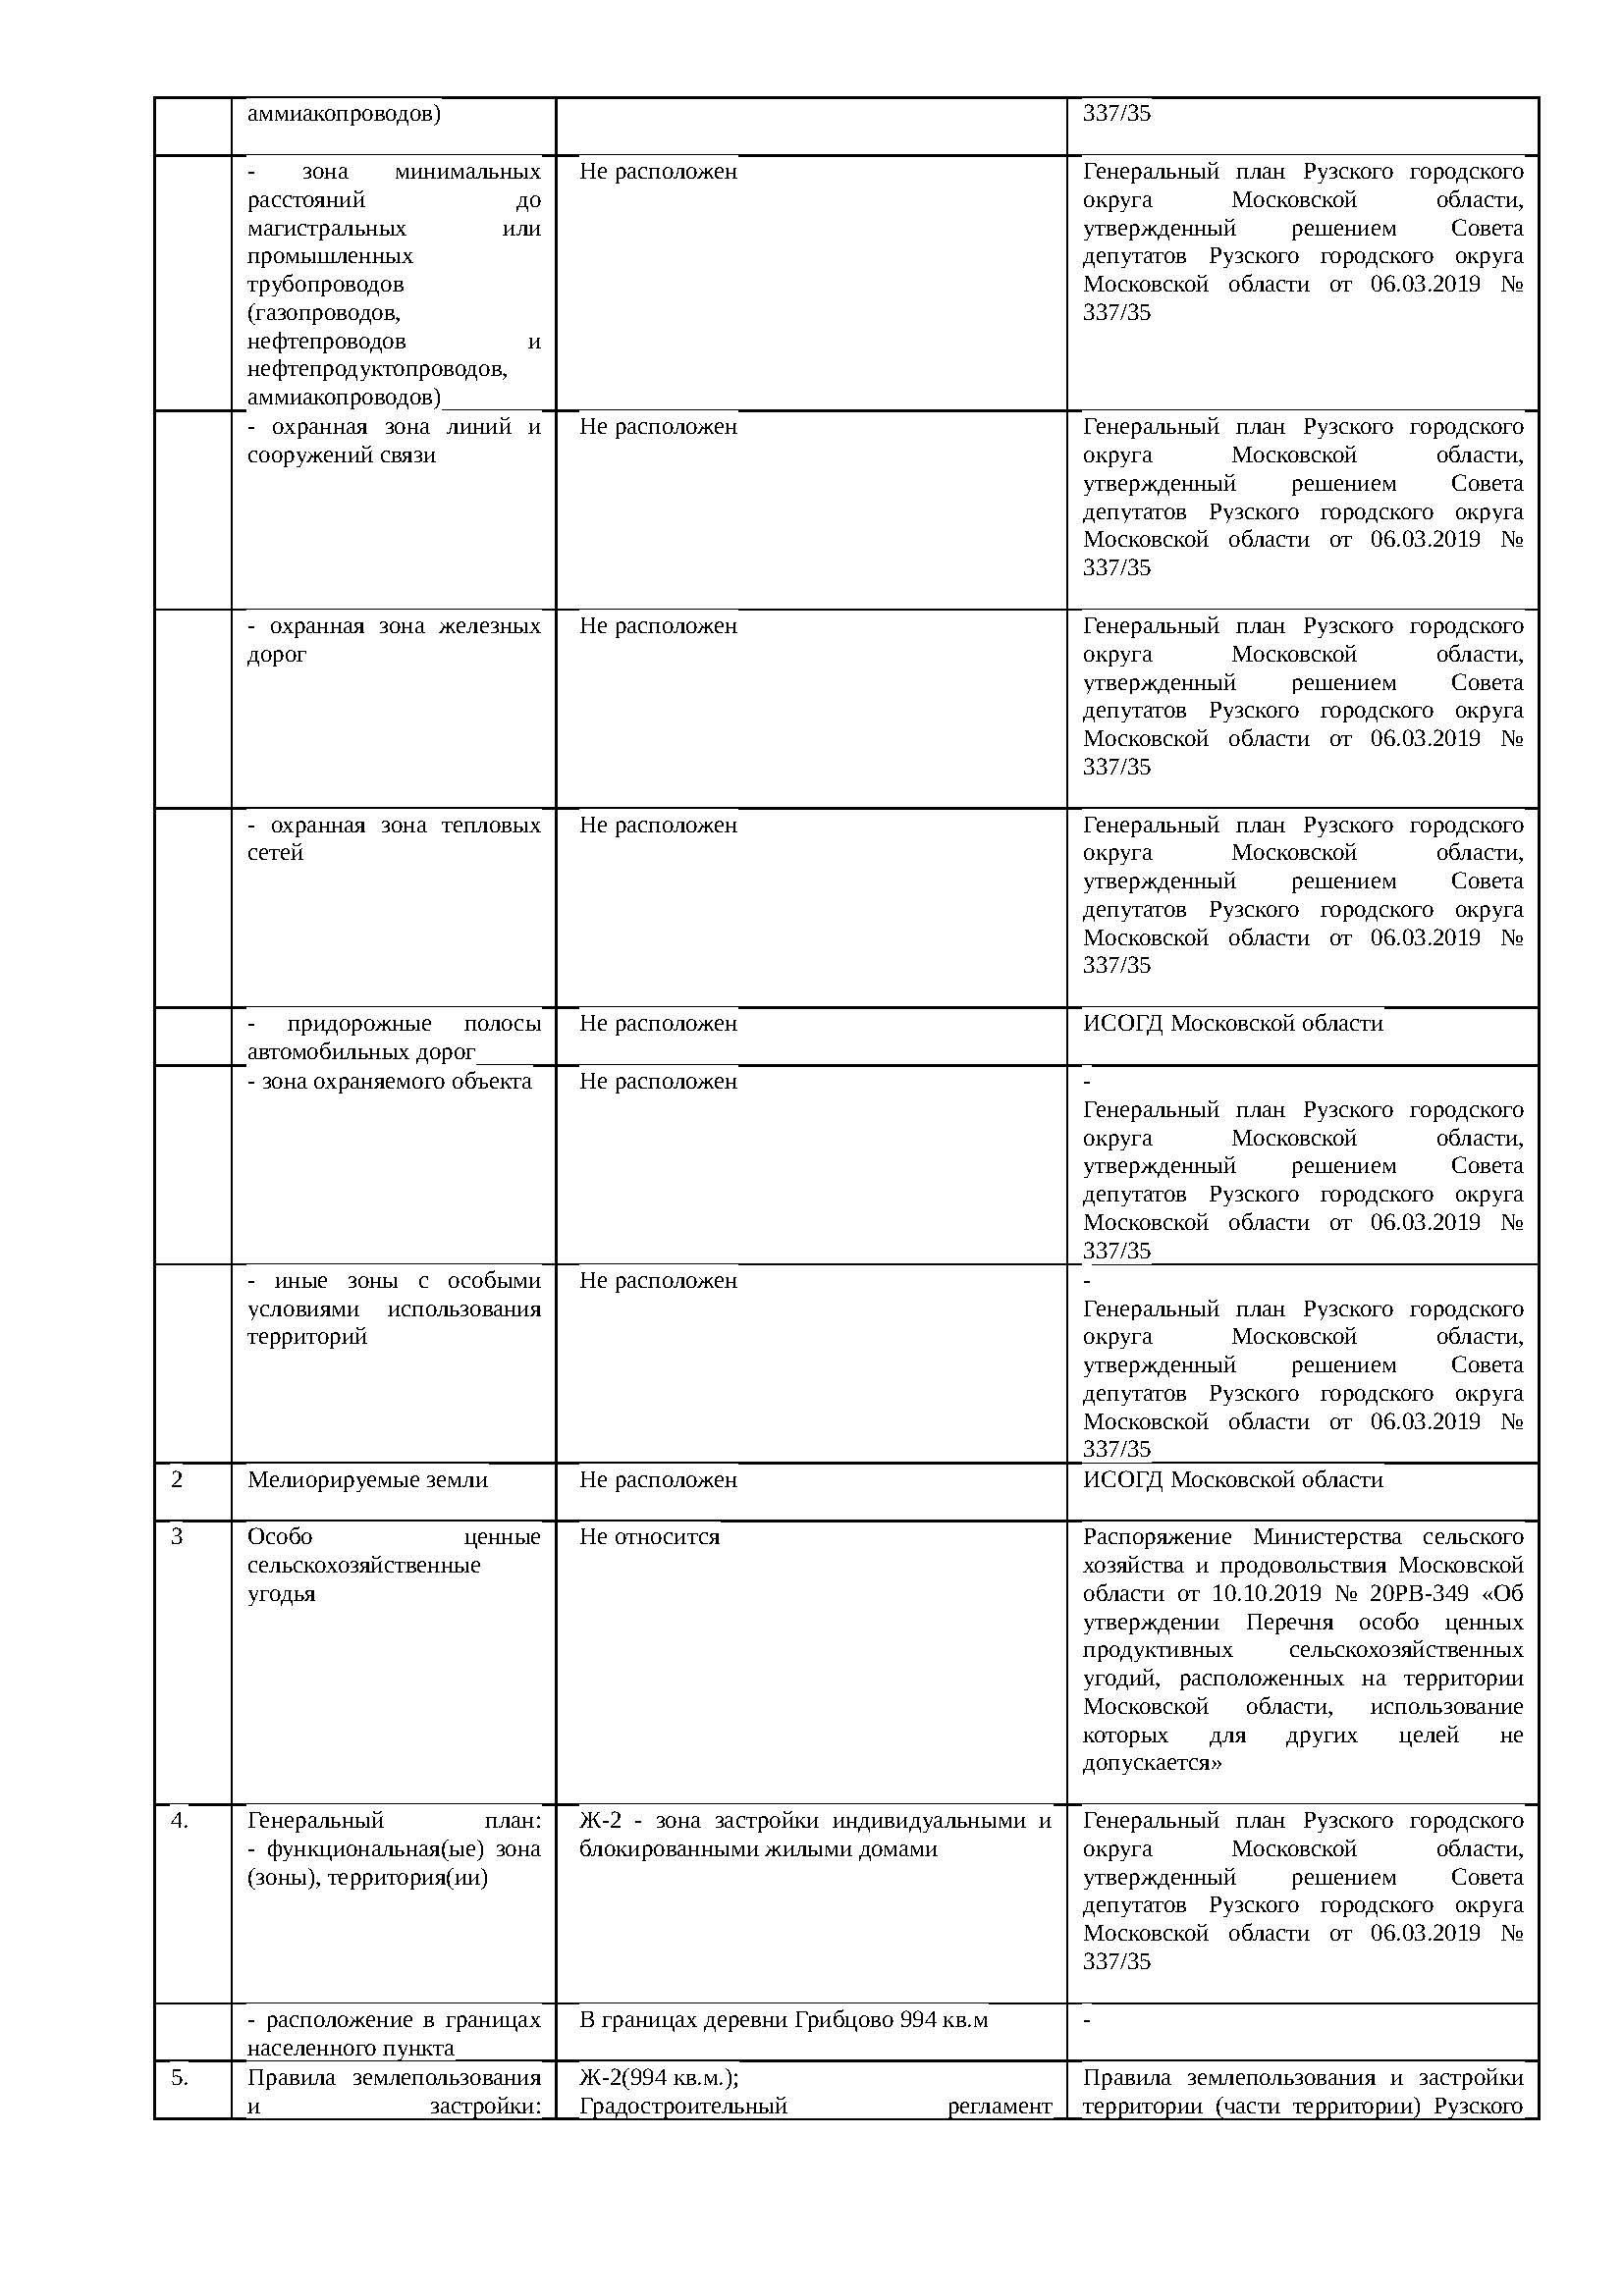 аммиакопроводов)
337/35
- зона минимальных
расстояний до
магистральных или
промышленных
трубопроводов
(газопроводов,
нефтепроводов и
нефтепродуктопроводов,
аммиакопроводов)
Не расположен
Генеральный план Рузского городского
округа Московской области,
утвержденный решением Совета
депутатов Рузского городского округа
Московской области от 06.03.2019 №
337/35
- охранная зона линий и
сооружений связи
Не расположен
Генеральный план Рузского городского
округа Московской области,
утвержденный решением Совета
депутатов Рузского городского округа
Московской области от 06.03.2019 №
337/35
- охранная зона железных
дорог
Не расположен
Генеральный план Рузского городского
округа Московской области,
утвержденный решением Совета
депутатов Рузского городского округа
Московской области от 06.03.2019 №
337/35
- охранная зона тепловых
сетей
Не расположен
Генеральный план Рузского городского
округа Московской области,
утвержденный решением Совета
депутатов Рузского городского округа
Московской области от 06.03.2019 №
337/35
- придорожные полосы
автомобильных дорог
Не расположен
ИСОГД Московской области
- зона охраняемого объекта
Не расположен
-
Генеральный план Рузского городского
округа Московской области,
утвержденный решением Совета
депутатов Рузского городского округа
Московской области от 06.03.2019 №
337/35
- иные зоны с особыми
условиями использования
территорий
Не расположен
-
Генеральный план Рузского городского
округа Московской области,
утвержденный решением Совета
депутатов Рузского городского округа
Московской области от 06.03.2019 №
337/35
2
Мелиорируемые земли
Не расположен
ИСОГД Московской области
3
Особо ценные
сельскохозяйственные
угодья
Не относится
Распоряжение Министерства сельского
хозяйства и продовольствия Московской
области от 10.10.2019 № 20РВ-349 «Об
утверждении Перечня особо ценных
продуктивных сельскохозяйственных
угодий, расположенных на территории
Московской области, использование
которых для других целей не
допускается»
4.
Генеральный план:
- функциональная(ые) зона
(зоны), территория(ии)
Ж-2 - зона застройки индивидуальными и
блокированными жилыми домами
Генеральный план Рузского городского
округа Московской области,
утвержденный решением Совета
депутатов Рузского городского округа
Московской области от 06.03.2019 №
337/35
- расположение в границах
населенного пункта
В границах деревни Грибцово 994 кв.м
-
5.
Правила землепользования
и застройки:
Ж-2(994 кв.м.);
Градостроительный регламент
Правила землепользования и застройки
территории (части территории) Рузского